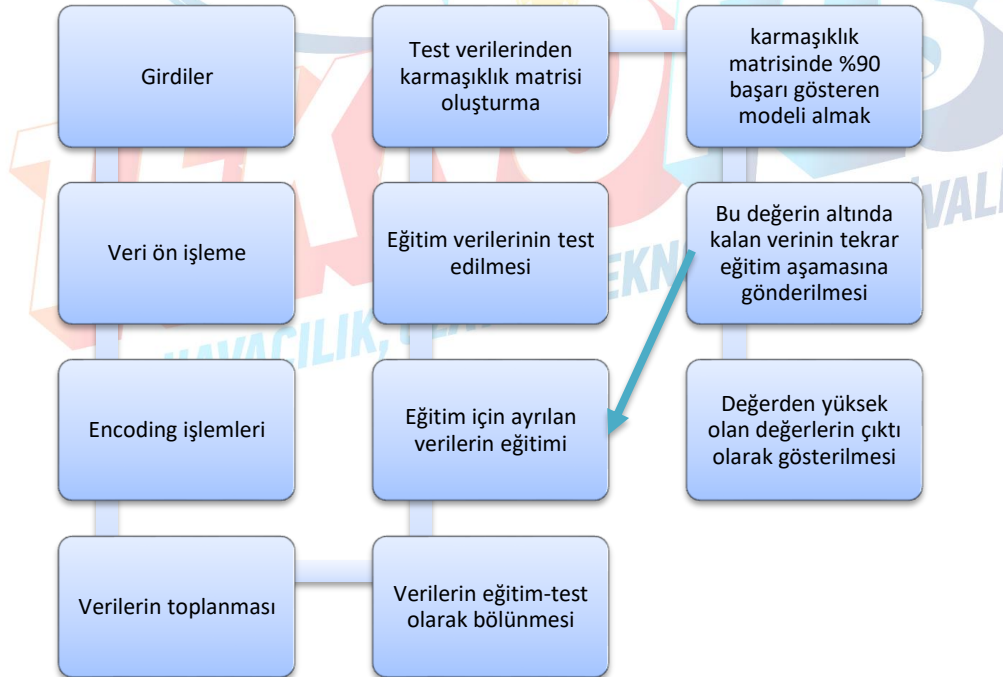 Girdiler
Veri ön işleme
Encoding işlemleri
Verilerin toplanması
Verilerin eğitim-test
olarak bölünmesi
Eğitim için ayrılan
verilerin eğitimi
Eğitim verilerinin test
edilmesi
Test verilerinden
karmaşıklık matrisi
oluşturma
karmaşıklık
matrisinde %90
başarı gösteren
modeli almak
Bu değerin altında
kalan verinin tekrar
eğitim aşamasına
gönderilmesi
Değerden yüksek
olan değerlerin çıktı
olarak gösterilmesi